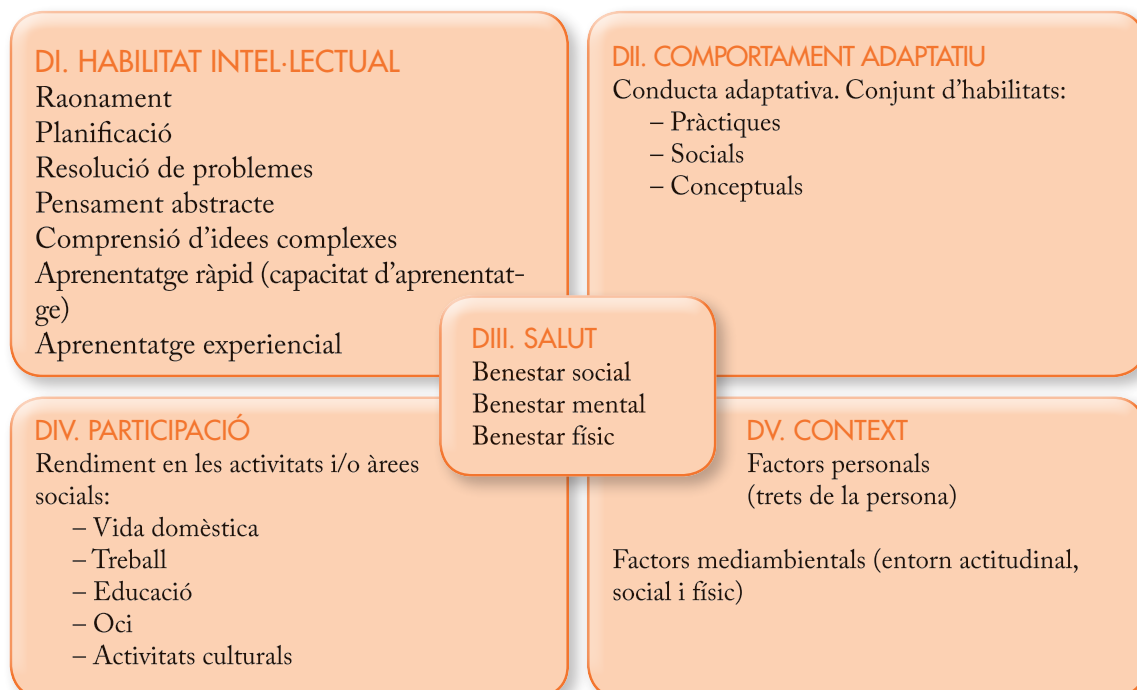 DI. HABILITAT INTEL·LECTUAL
Raonament
Planificació
Resolució de problemes
Pensament abstracte
Comprensió d’idees complexes
Aprenentatge ràpid (capacitat d’aprenentat-
ge)
Aprenentatge experiencial
DII. COMPORTAMENT ADAPTATIU
Conducta adaptativa. Conjunt d’habilitats:
– Pràctiques
– Socials
– Conceptuals
DIII. SALUT
Benestar social
Benestar mental
Benestar físic
DIV. PARTICIPACIÓ
Rendiment en les activitats i/o àrees
socials:
– Vida domèstica
– Treball
– Educació
– Oci
– Activitats culturals
DV. CONTEXT
Factors personals
(trets de la persona)
Factors mediambientals (entorn actitudinal,
social i físic)